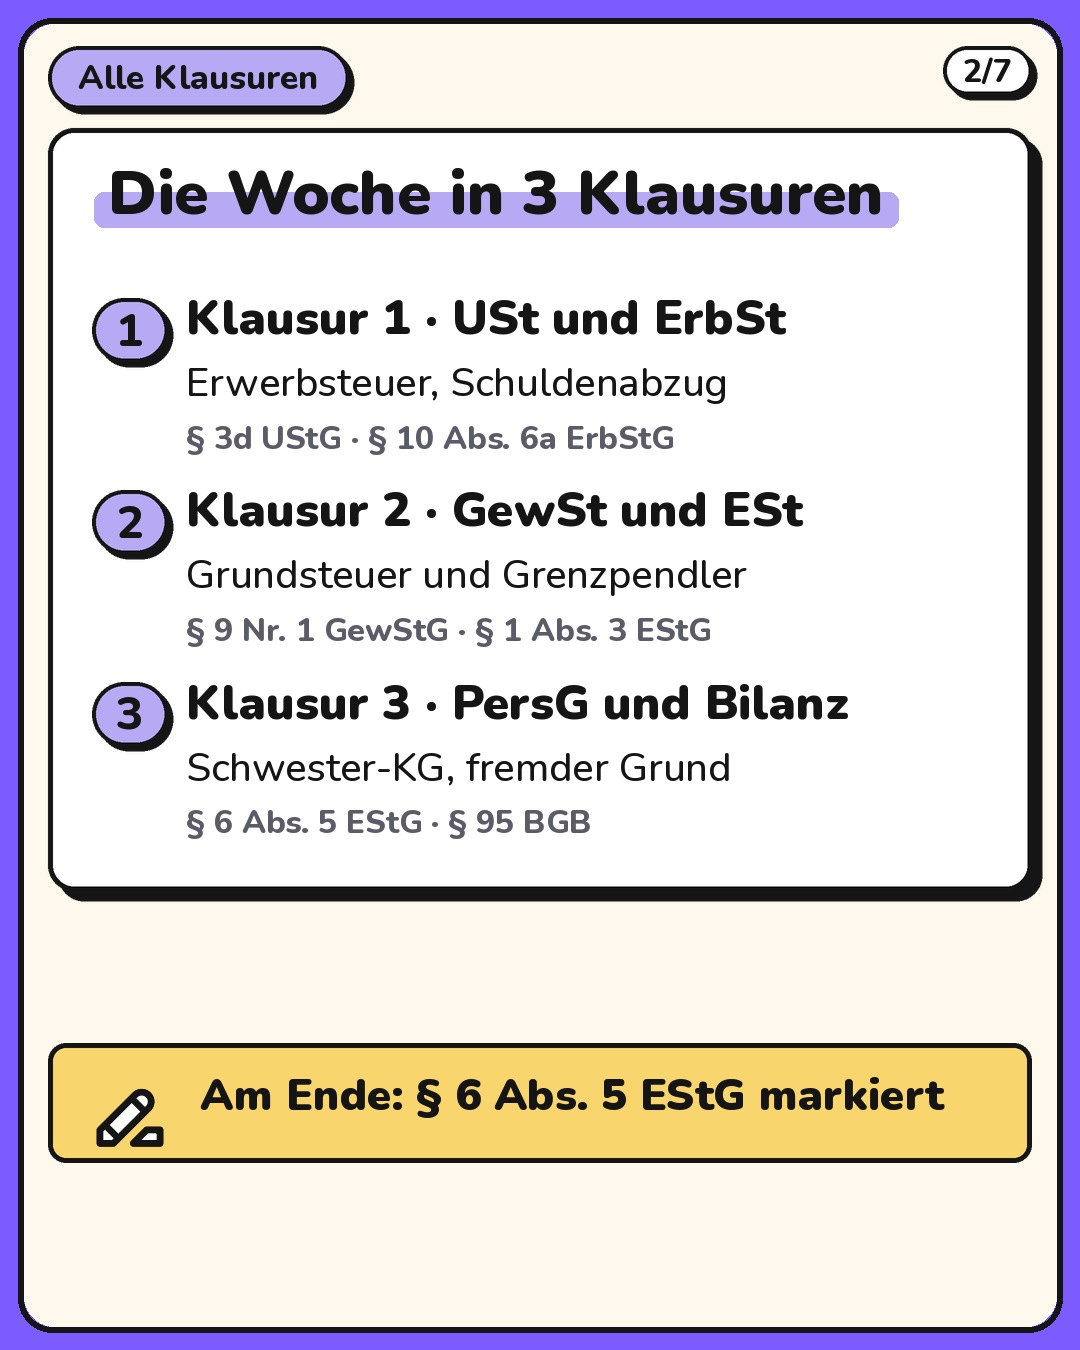 Alle Klausuren
2/7
Die Woche in 3 Klausuren
1
Klausur 1 · USt und ErbSt
Erwerbsteuer, Schuldenabzug
§ 3d UStG · § 10 Abs. 6a ErbStG
2
Klausur 2 · GewSt und ESt
Grundsteuer und Grenzpendler
§ 9 Nr. 1 GewStG · § 1 Abs. 3 EStG
3
Klausur 3 · PersG und Bilanz
Schwester-KG, fremder Grund
§ 6 Abs. 5 EStG · § 95 BGB
Am Ende: § 6 Abs. 5 EStG markiert